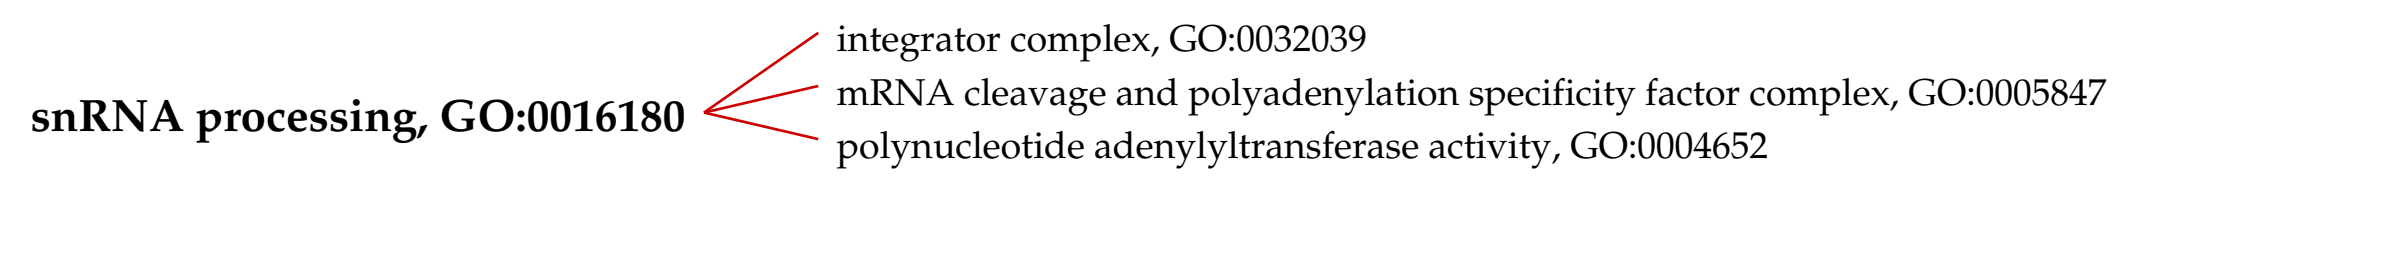 snRNA processing, GO:0016180
integrator complex, GO:0032039
mRNA cleavage and polyadenylation specificity factor complex, GO:0005847
polynucleotide adenylyltransferase activity, GO:0004652